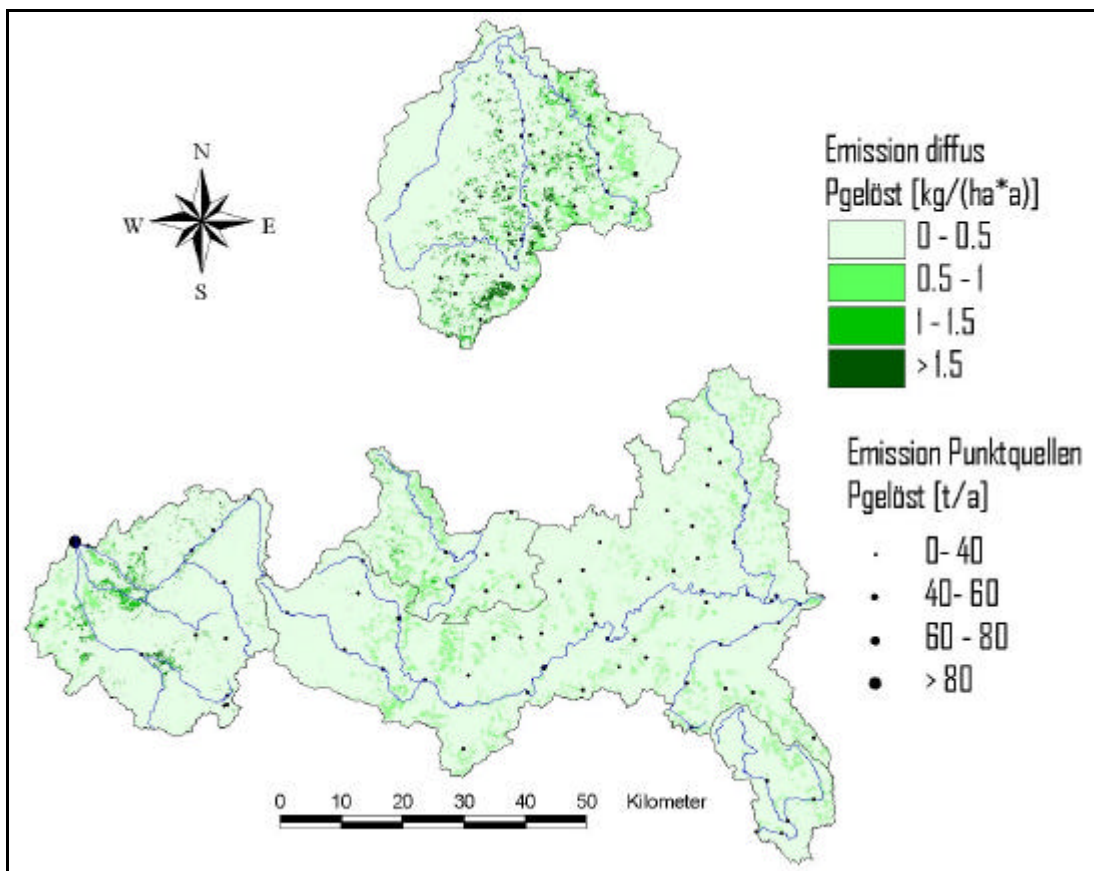 N
W E
S
Emission diffus
Pgelöst [kg/(ha*a)]
0 - 0.5
0.5 - 1
1 - 1.5
> 1.5
Emission Punktquellen
Pgelöst [t/a]
0- 40
40- 60
60 - 80
> 80
0 10 20 30 40 50 Kilometer